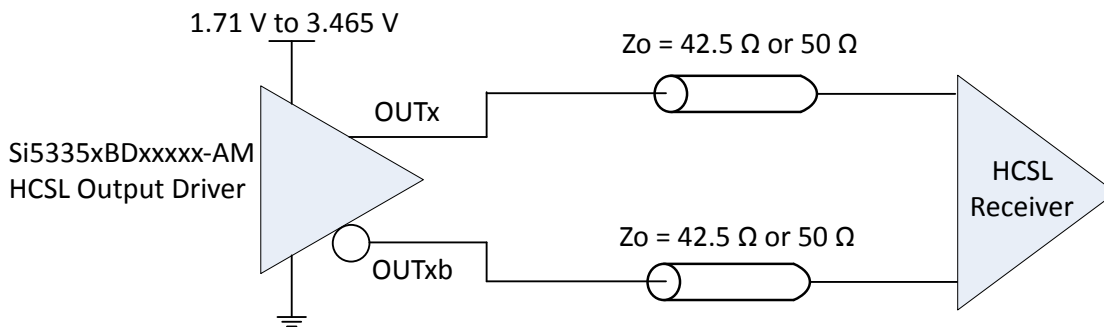 1.71 V to 3.465 V
Zo = 42.5 Ω or 50 Ω
OUTx
Si5335xBDxxxxx-AM
HCSL Output Driver
HCSL
Receiver
Zo = 42.5 Ω or 50 Ω
OUTxb